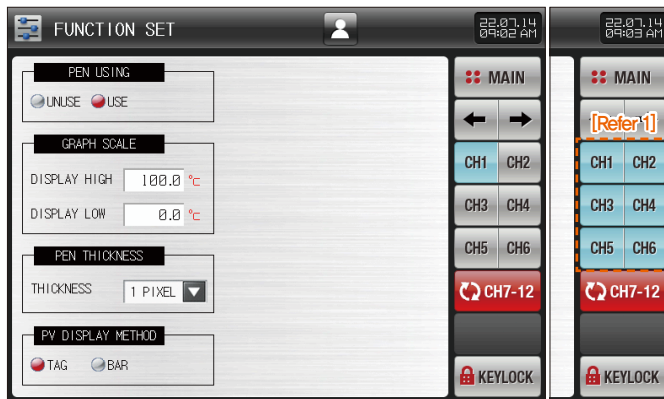 FUNCTION SET
22.07.14
09:02 AM
PEN USING
UNUSE USE
GRAPH SCALE
DISPLAY HIGH 100.0 °C
DISPLAY LOW 0.0 °C
PEN THICKNESS
THICKNESS 1 PIXEL
PV DISPLAY METHOD
TAG BAR
MAIN
CH1 CH2
CH3 CH4
CH5 CH6
CH7-12
KEYLOCK
22.07.14
09:03 AM
MAIN
[Refer 1]
CH1 CH2
CH3 CH4
CH5 CH6
CH7-12
KEYLOCK